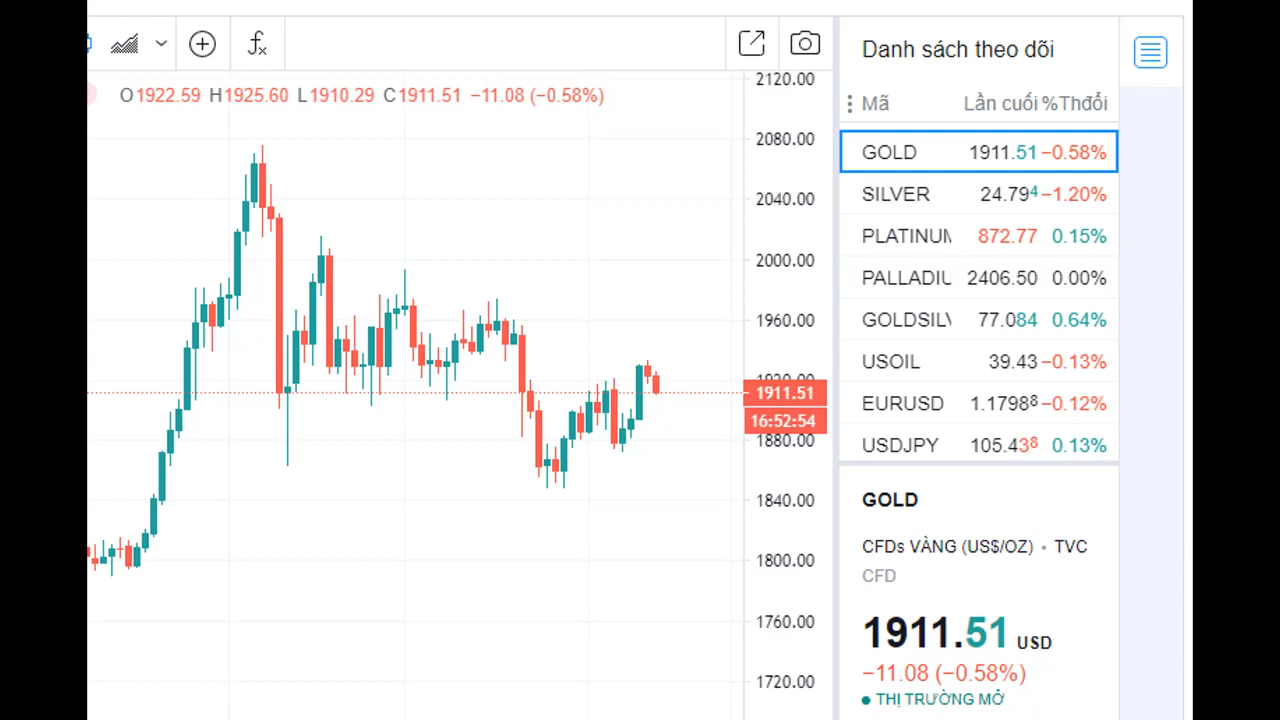 fx
O1922.59 H1925.60 L1910.29 C1911.51 −11.08 (−0.58%)
2120.00
2080.00
2040.00
2000.00
1960.00
1920.00
1911.51
16:52:54
1880.00
1840.00
1800.00
1760.00
1720.00
Danh sách theo dõi
Mã Lần cuối %Thđổi
GOLD 1911.51 −0.58%
SILVER 24.794 −1.20%
PLATINUM 872.77 0.15%
PALLADIU 2406.50 0.00%
GOLDSILV 77.084 0.64%
USOIL 39.43 −0.13%
EURUSD 1.17988 −0.12%
USDJPY 105.438 0.13%
GOLD
CFDs VÀNG (US$/OZ) • TVC
CFD
1911.51 USD
−11.08 (−0.58%)
THỊ TRƯỜNG MỞ